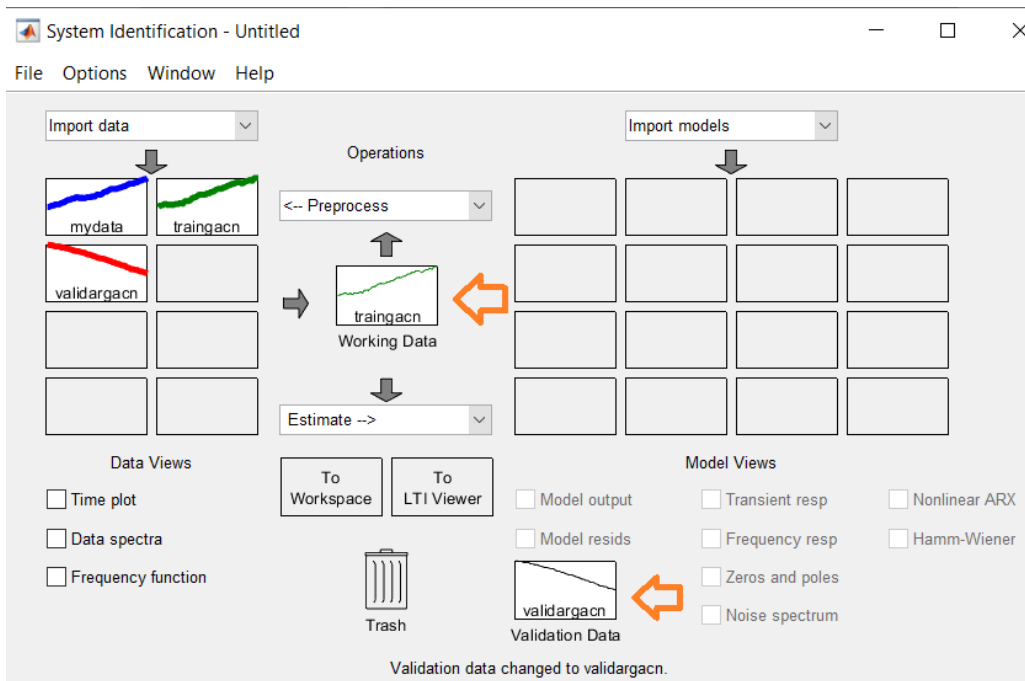 System Identification - Untitled
File Options Window Help
Import data
Import models
Operations
mydata
traingacn
<-- Preprocess
validargacn
traingacn
Working Data
Estimate -->
Data Views
Model Views
To
Workspace
To
LTI Viewer
Time plot
Data spectra
Frequency function
Model output
Transient resp
Nonlinear ARX
Model resids
Frequency resp
Hamm-Wiener
Zeros and poles
Noise spectrum
Trash
validargacn
Validation Data
Validation data changed to validargacn.